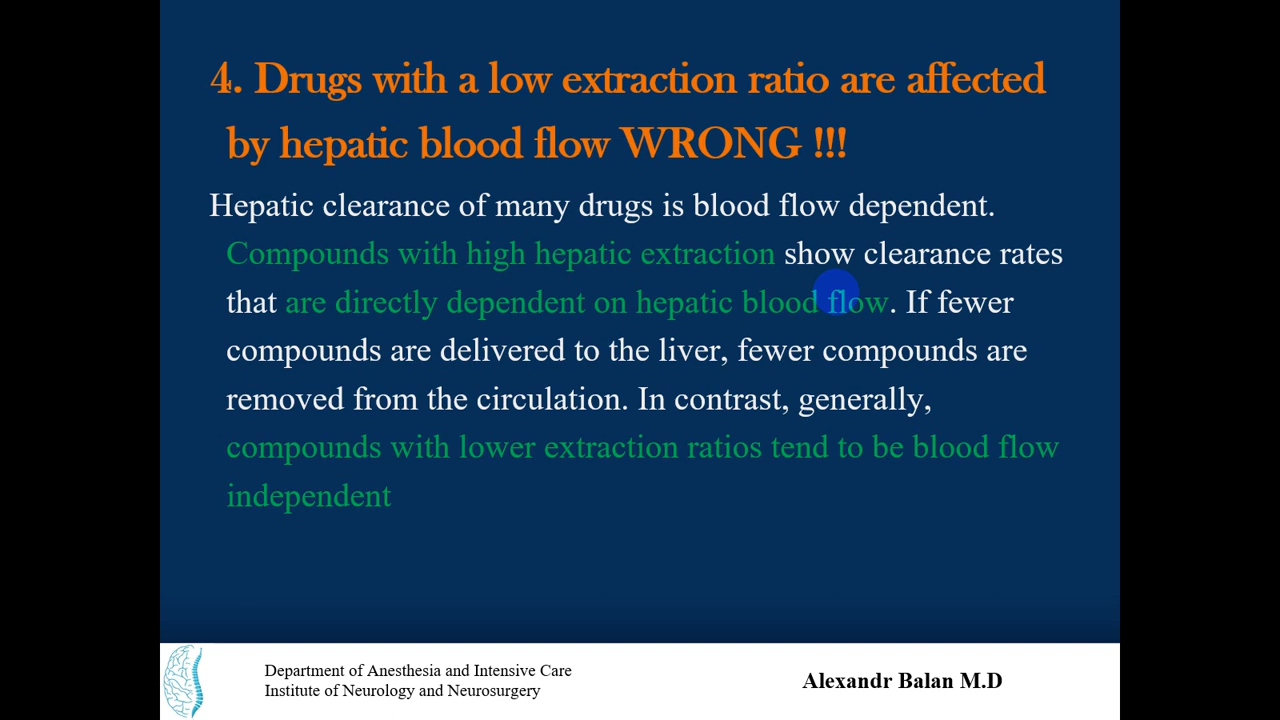 4. Drugs with a low extraction ratio are affected
by hepatic blood flow WRONG !!!
Hepatic clearance of many drugs is blood flow dependent.
Compounds with high hepatic extraction show clearance rates
that are directly dependent on hepatic blood flow. If fewer
compounds are delivered to the liver, fewer compounds are
removed from the circulation. In contrast, generally,
compounds with lower extraction ratios tend to be blood flow
independent
Department of Anesthesia and Intensive Care
Institute of Neurology and Neurosurgery
Alexandr Balan M.D